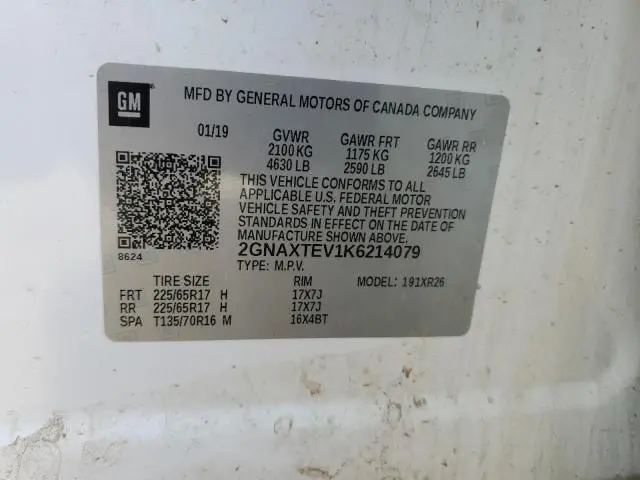 GM
MFD BY GENERAL MOTORS OF CANADA COMPANY
01/19 GVWR GAWR FRT GAWR RR
2100 KG 1175 KG 1200 KG
4630 LB 2590 LB 2645 LB
THIS VEHICLE CONFORMS TO ALL
APPLICABLE U.S. FEDERAL MOTOR
VEHICLE SAFETY AND THEFT PREVENTION
STANDARDS IN EFFECT ON THE DATE OF
MANUFACTURE SHOWN ABOVE.
8624 2GNAXTEV1K6214079
TYPE: M.P.V. MODEL: 191XR26
TIRE SIZE RIM
FRT 225/65R17 H 17X7J
RR 225/65R17 H 17X7J
SPA T135/70R16 M 16X4BT